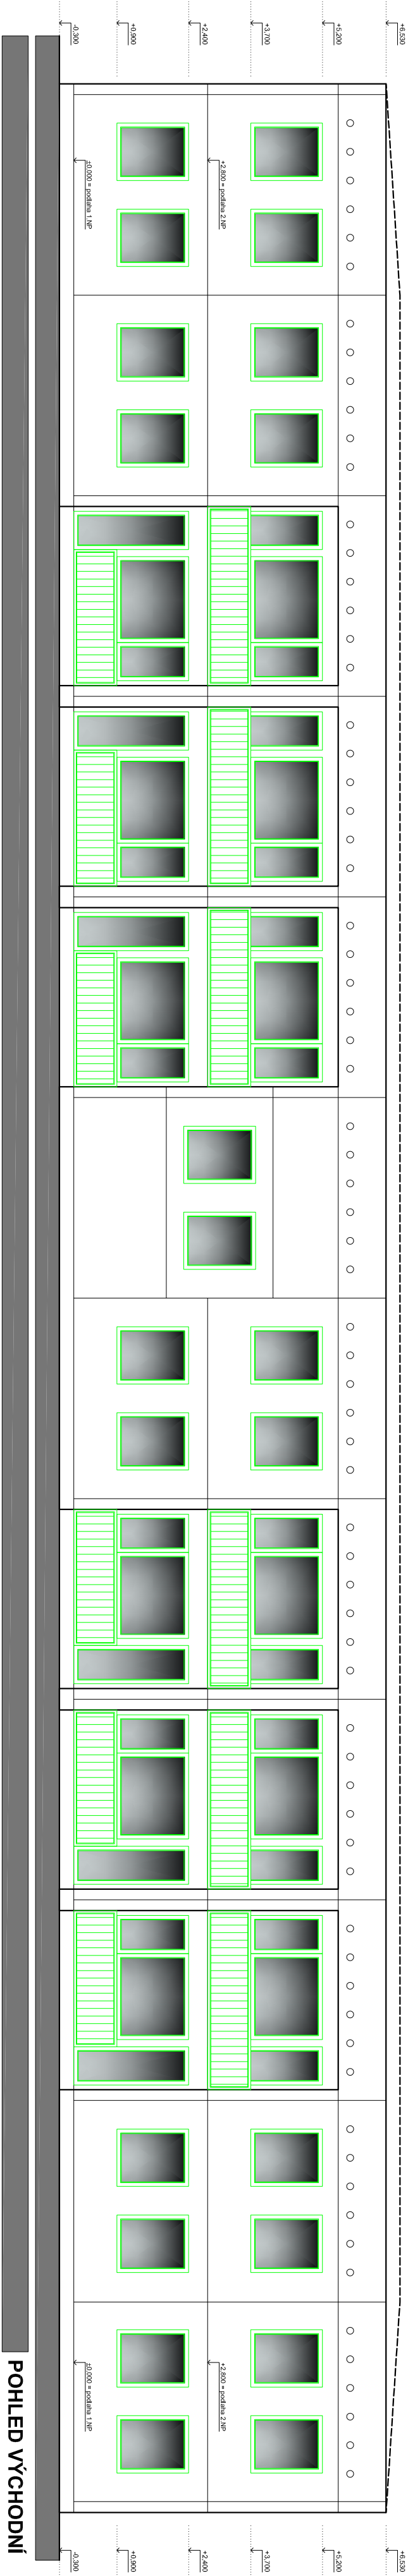 +6.530
+5.200
+3.700
+2.400
+0.900
-0.300
+2.800 = podlaha 2.NP
±0.000 = podlaha 1.NP
+2.800 = podlaha 2.NP
±0.000 = podlaha 1.NP
+6.530
+5.200
+3.700
+2.400
+0.900
-0.300
POHLED VÝCHODNÍ